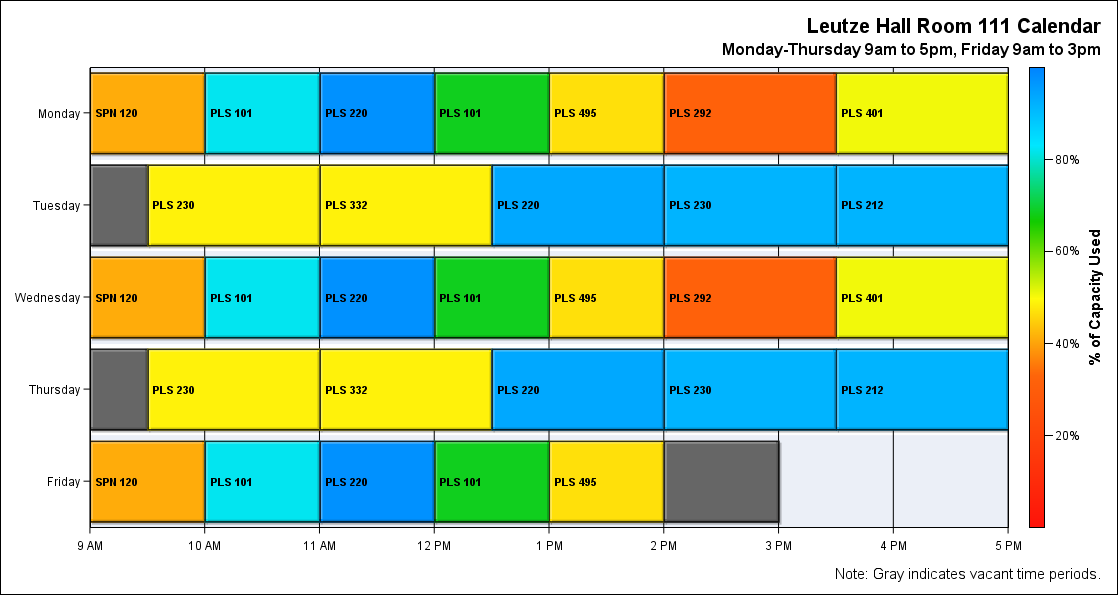 Leutze Hall Room 111 Calendar
Monday-Thursday 9am to 5pm, Friday 9am to 3pm
Monday
SPN 120
PLS 101
PLS 220
PLS 101
PLS 495
PLS 292
PLS 401
Tuesday
PLS 230
PLS 332
PLS 220
PLS 230
PLS 212
Wednesday
SPN 120
PLS 101
PLS 220
PLS 101
PLS 495
PLS 292
PLS 401
Thursday
PLS 230
PLS 332
PLS 220
PLS 230
PLS 212
Friday
SPN 120
PLS 101
PLS 220
PLS 101
PLS 495
9 AM
10 AM
11 AM
12 PM
1 PM
2 PM
3 PM
4 PM
5 PM
80%
60%
40%
20%
% of Capacity Used
Note: Gray indicates vacant time periods.